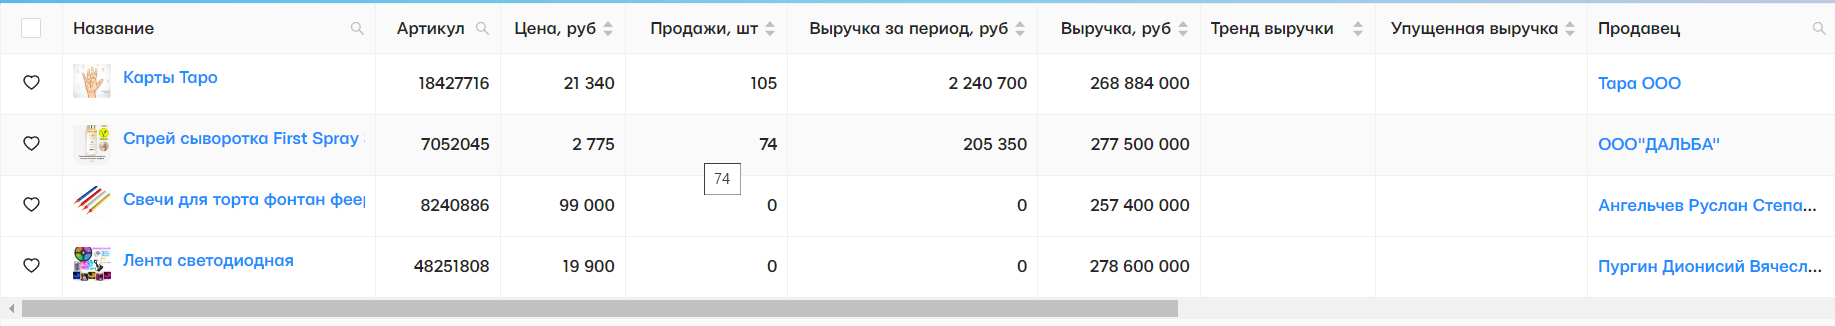 Название Артикул Цена, руб Продажи, шт Выручка за период, руб Выручка, руб Тренд выручки Упущенная выручка Продавец
Карты Таро 18427716 21 340 105 2 240 700 268 884 000 Тара ООО
Спрей сыворотка First Spray 7052045 2 775 74 205 350 277 500 000 ООО"ДАЛЬБА"
74
Свечи для торта фонтан феер 8240886 99 000 0 0 257 400 000 Ангельчев Руслан Степа...
Лента светодиодная 48251808 19 900 0 0 278 600 000 Пургин Дионисий Вячесл...